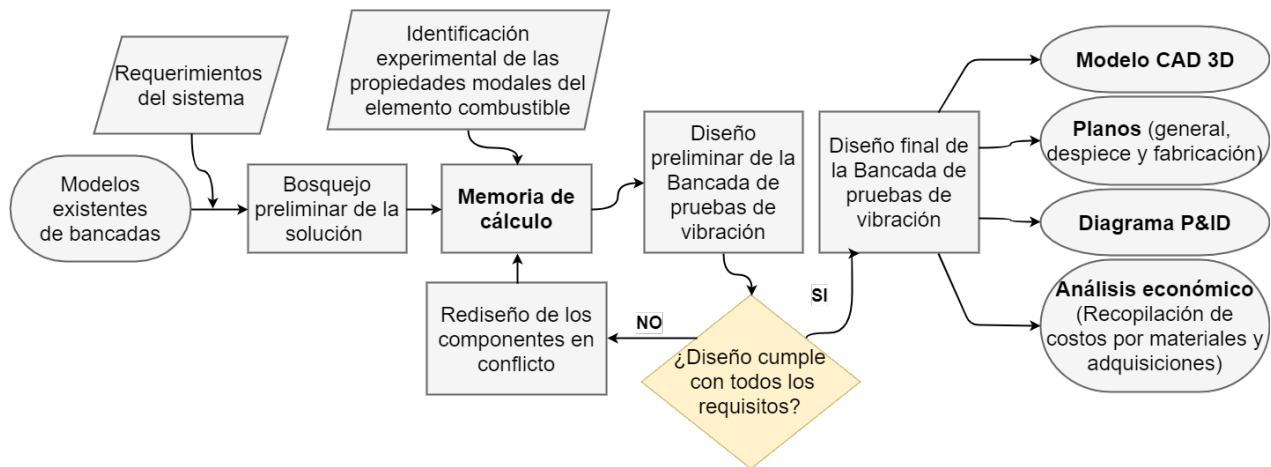 Requerimientos
del sistema
Identificación
experimental de las
propiedades modales del
elemento combustible
Modelos
existentes
de bancadas
Bosquejo
preliminar de la
solución
Memoria de
cálculo
Diseño
preliminar de la
Bancada de
pruebas de
vibración
Diseño final de
la Bancada de
pruebas de
vibración
Rediseño de los
componentes en
conflicto
NO
SI
¿Diseño cumple
con todos los
requisitos?
Modelo CAD 3D
Planos (general,
despiece y fabricación)
Diagrama P&ID
Análisis económico
(Recopilación de
costos por materiales y
adquisiciones)